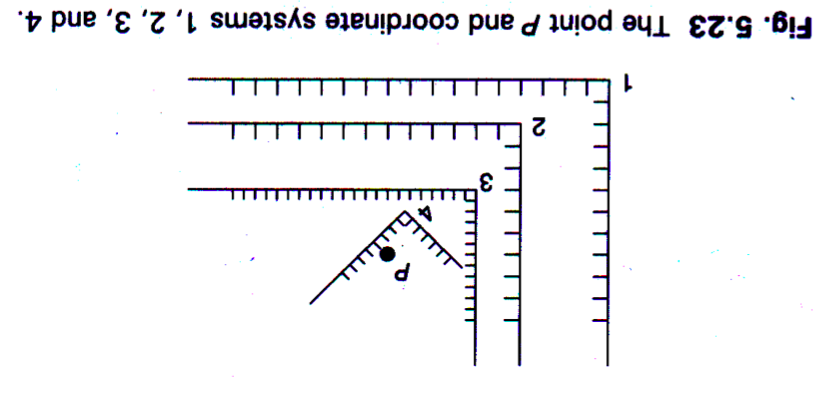 P
4
3
2
1
Fig. 5.23 The point P and coordinate systems 1, 2, 3, and 4.